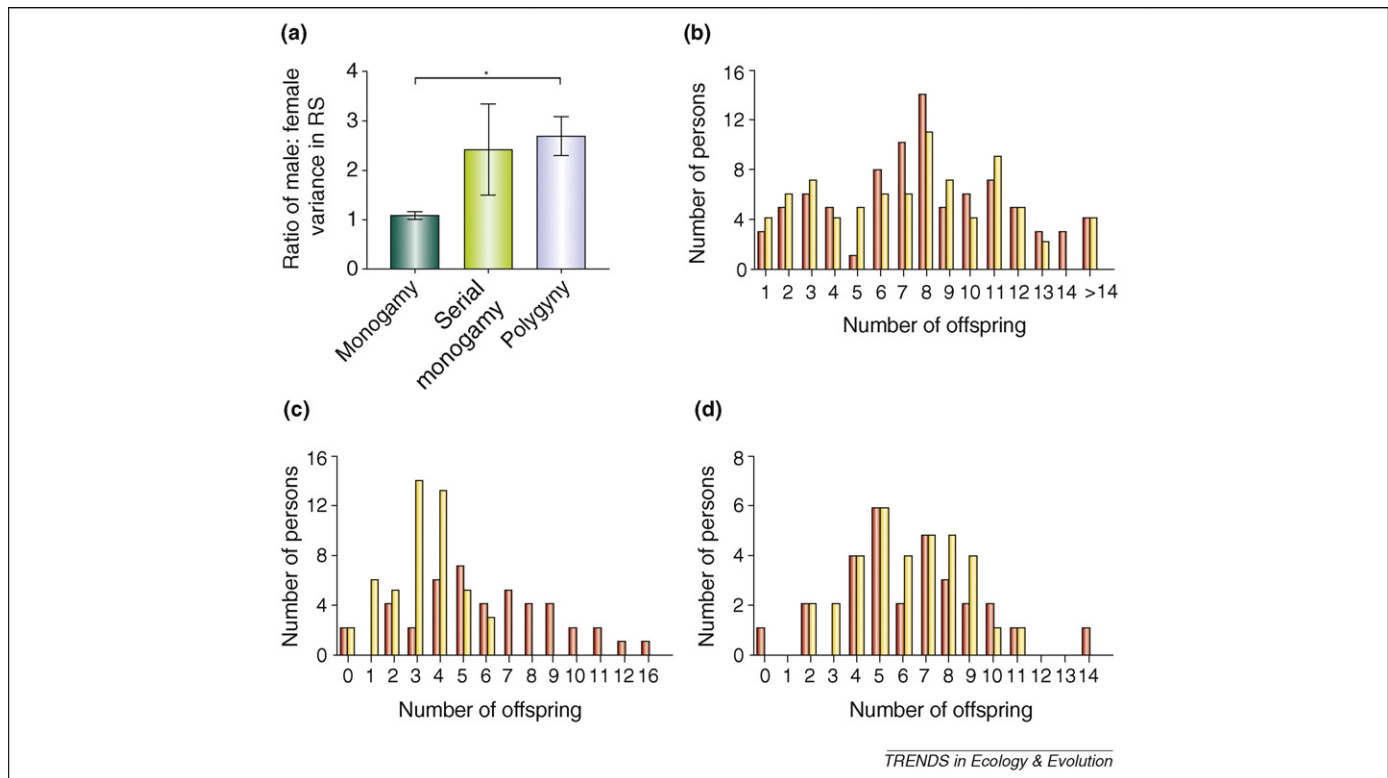 (a)
Ratio of male: female
variance in RS
4
3
2
1
0
*
Monogamy
Serial
monogamy
Polygyny
(b)
Number of persons
16
12
8
4
0
1 2 3 4 5 6 7 8 9 10 11 12 13 14 >14
Number of offspring
(c)
Number of persons
16
12
8
4
0
0 1 2 3 4 5 6 7 8 9 10 11 12 16
Number of offspring
(d)
Number of persons
8
6
4
2
0
0 1 2 3 4 5 6 7 8 9 10 11 12 13 14
Number of offspring
TRENDS in Ecology & Evolution